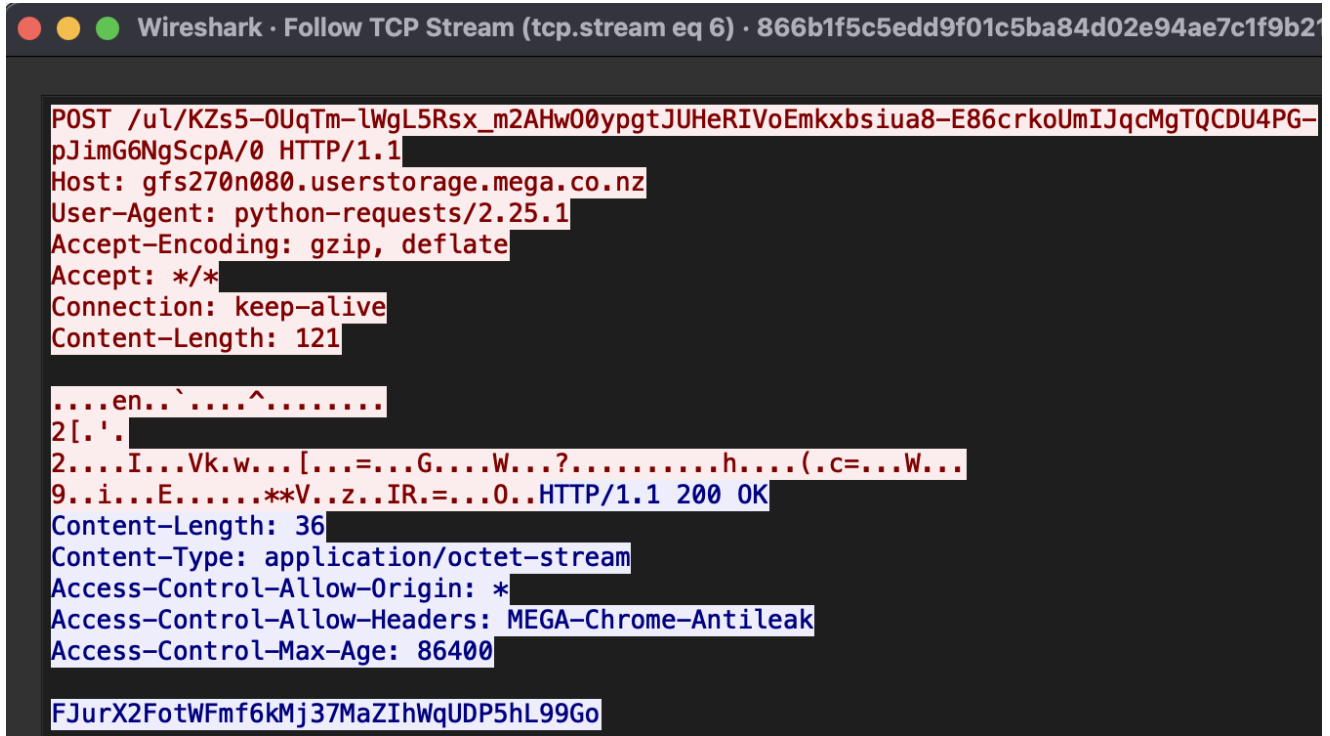 Wireshark · Follow TCP Stream (tcp.stream eq 6) · 866b1f5c5edd9f01c5ba84d02e94ae7c1f9b21
POST /ul/KZs5-OUqTm-lWgL5Rsx_m2AHwO0ypgtJUHeRIVoEmkxbsiua8-E86crkoUmIJqcMgTQCDU4PG-
pJimG6NgScpA/0 HTTP/1.1
Host: gfs270n080.userstorage.mega.co.nz
User-Agent: python-requests/2.25.1
Accept-Encoding: gzip, deflate
Accept: */*
Connection: keep-alive
Content-Length: 121
....en..`....^........
2[.'.
2....I...Vk.w...[...=...G....W...?..........h....(.c=...W...
9..i...E......**V..z..IR.=...O..HTTP/1.1 200 OK
Content-Length: 36
Content-Type: application/octet-stream
Access-Control-Allow-Origin: *
Access-Control-Allow-Headers: MEGA-Chrome-Antileak
Access-Control-Max-Age: 86400
FJurX2FotWFmf6kMj37MaZIhWqUDP5hL99Go